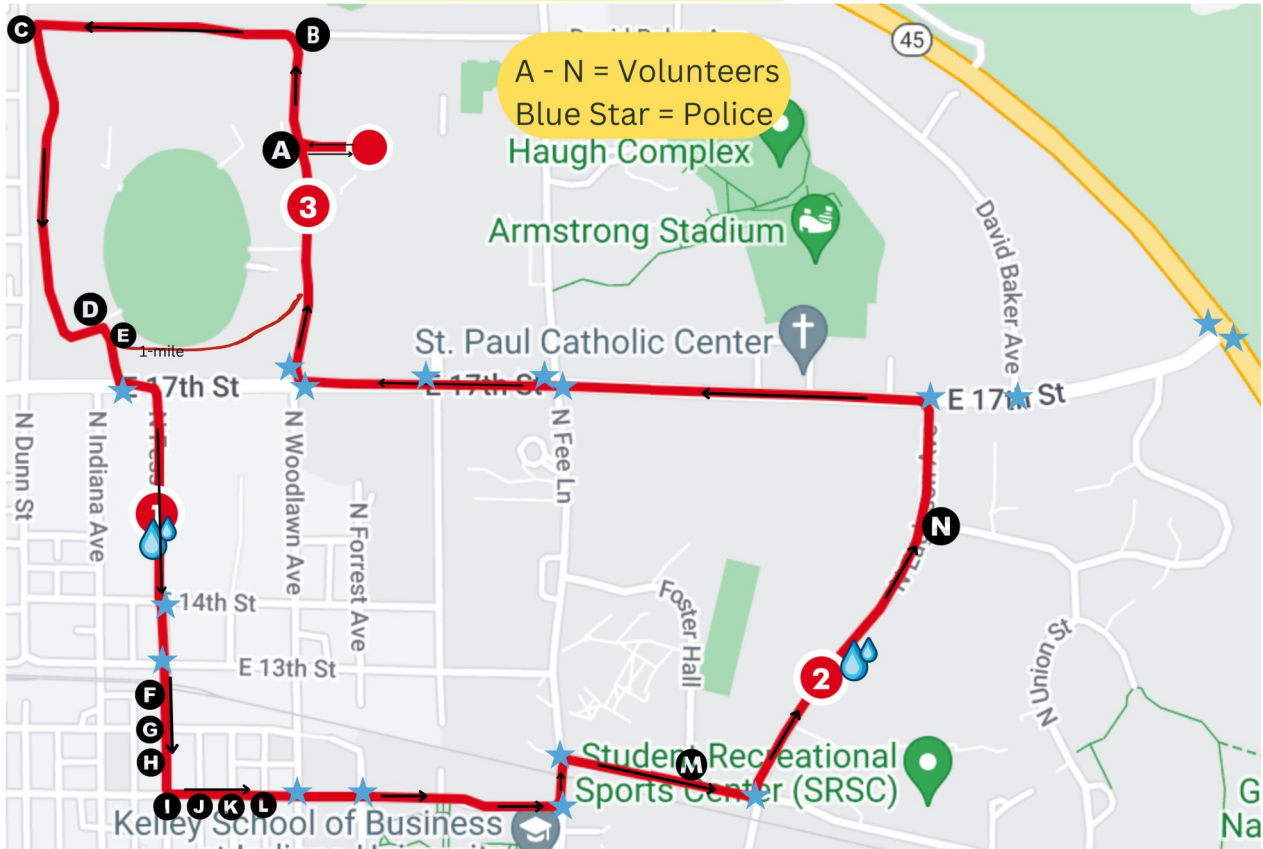 C
B
45
A - N = Volunteers
Blue Star = Police
A
Haugh Complex
3
Armstrong Stadium
David Baker Ave
D
E
1-mile
St. Paul Catholic Center
E 17th St
E 17th St
E 17th St
N Dunn St
N Indiana Ave
N Woodlawn Ave
N Forrest Ave
N Fee Ln
1
N
14th St
Foster Hall
E 13th St
N Union St
2
F
G
H
M
Student Recreational
Sports Center (SRSC)
I
J
K
L
Kelley School of Business
G
Na